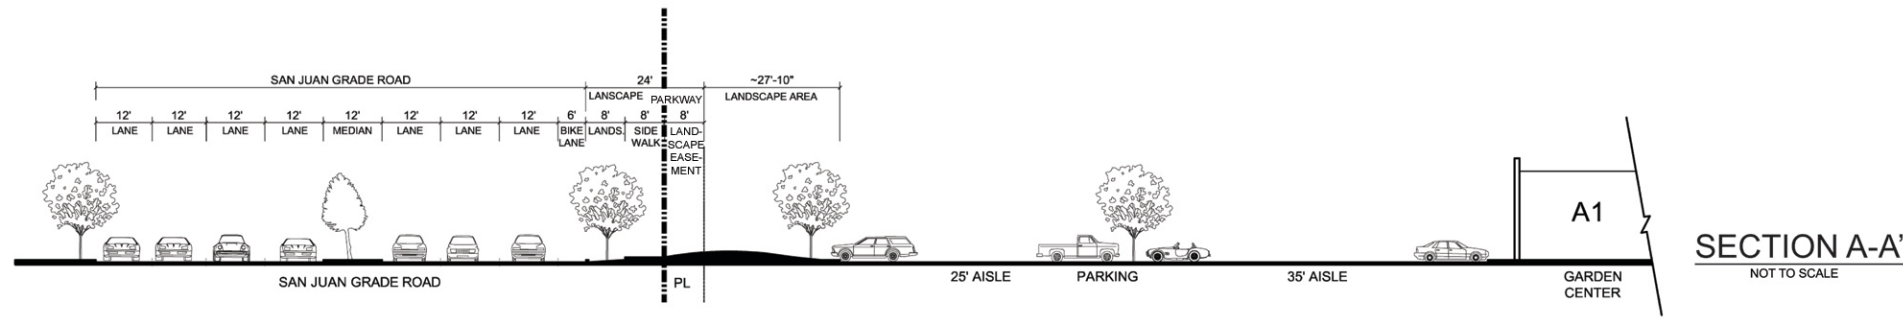 SAN JUAN GRADE ROAD
24'
~27'-10"
LANSCAPE PARKWAY
LANDSCAPE AREA
12'
LANE
12'
LANE
12'
LANE
12'
LANE
12'
MEDIAN
12'
LANE
12'
LANE
12'
LANE
6'
BIKE
LANE
8'
LANDS.
8'
SIDE
WALK
8'
LAND-
SCAPE
EASE-
MENT
A1
SECTION A-A'
NOT TO SCALE
SAN JUAN GRADE ROAD
PL
25' AISLE
PARKING
35' AISLE
GARDEN
CENTER